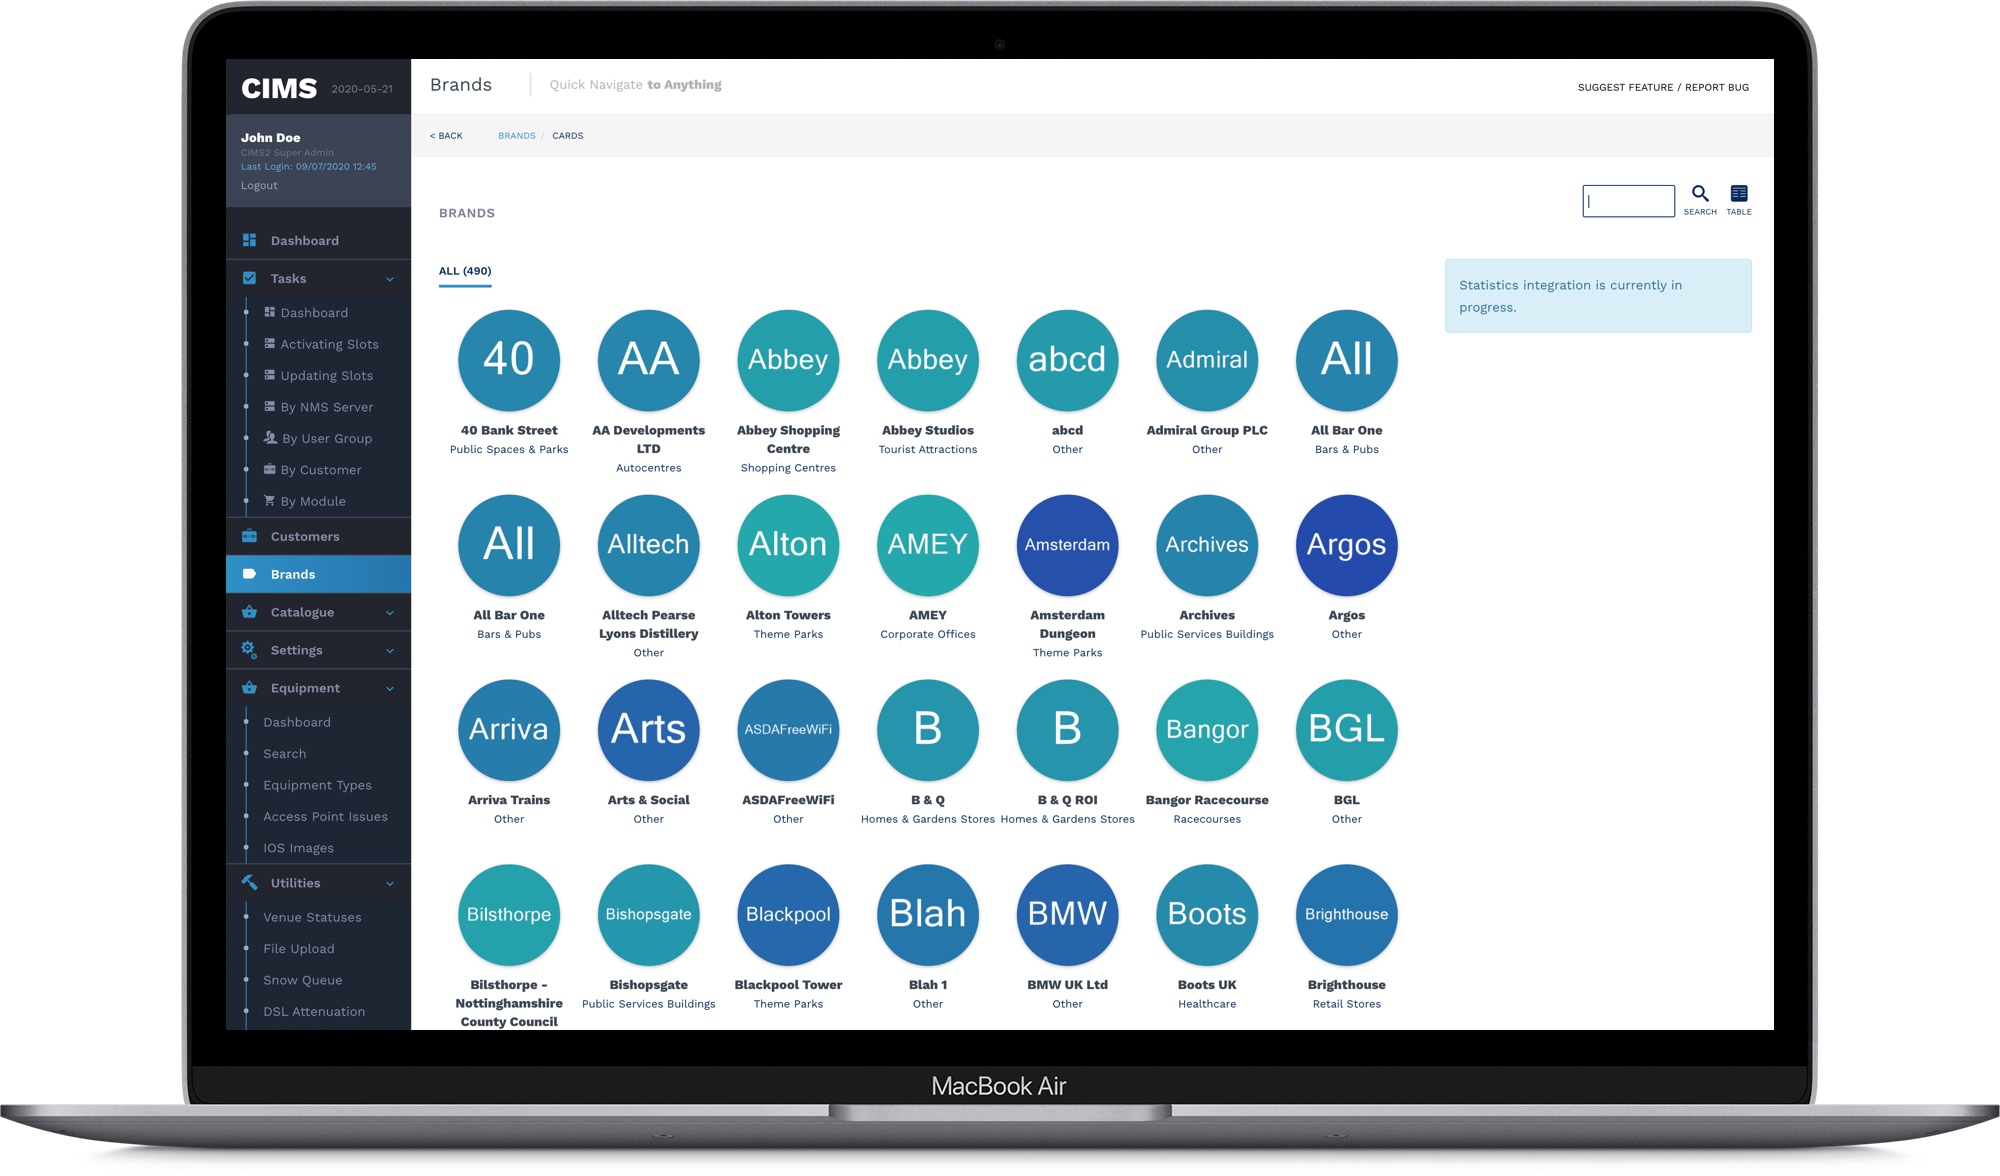 CIMS 2020-05-21
John Doe
CIMS2 Super Admin
Last Login: 09/07/2020 12:45
Logout
Dashboard
Tasks
Dashboard
Activating Slots
Updating Slots
By NMS Server
By User Group
By Customer
By Module
Customers
Brands
Catalogue
Settings
Equipment
Dashboard
Search
Equipment Types
Access Point Issues
IOS Images
Utilities
Venue Statuses
File Upload
Snow Queue
DSL Attenuation
Brands Quick Navigate to Anything SUGGEST FEATURE / REPORT BUG
< BACK BRANDS / CARDS
BRANDS
SEARCH TABLE
ALL (490)
Statistics integration is currently in
progress.
40 AA Abbey Abbey abcd Admiral All
40 Bank Street AA Developments Abbey Shopping Abbey Studios abcd Admiral Group PLC All Bar One
Public Spaces & Parks LTD Centre Tourist Attractions Other Other Bars & Pubs
Autocentres Shopping Centres
All Alltech Alton AMEY Amsterdam Archives Argos
All Bar One Alltech Pearse Alton Towers AMEY Amsterdam Archives Argos
Bars & Pubs Lyons Distillery Theme Parks Corporate Offices Dungeon Public Services Buildings Other
Other Theme Parks
Arriva Arts ASDAFreeWiFi B B Bangor BGL
Arriva Trains Arts & Social ASDAFreeWiFi B & Q B & Q ROI Bangor Racecourse BGL
Other Other Other Homes & Gardens Stores Homes & Gardens Stores Racecourses Other
Bilsthorpe Bishopsgate Blackpool Blah BMW Boots Brighthouse
Bilsthorpe - Bishopsgate Blackpool Tower Blah 1 BMW UK Ltd Boots UK Brighthouse
Nottinghamshire Public Services Buildings Theme Parks Other Other Healthcare Retail Stores
County Council
MacBook Air